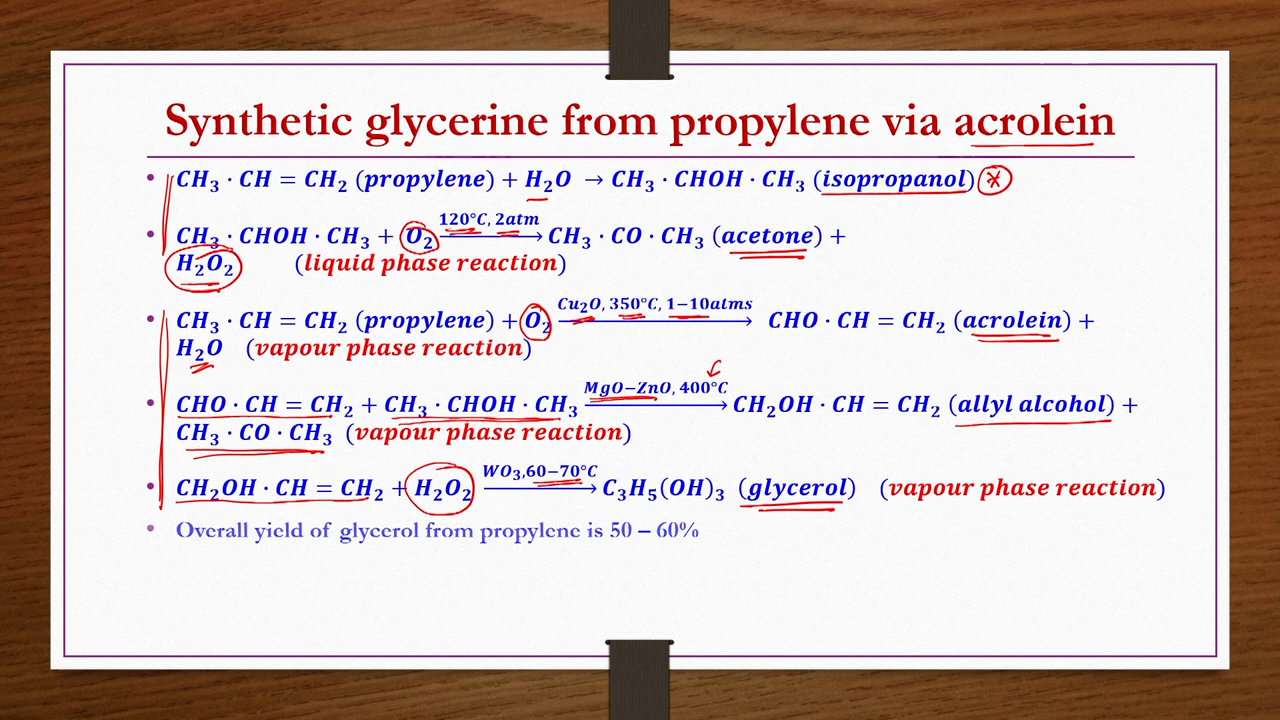 Synthetic glycerine from propylene via acrolein
• CH₃ · CH = CH₂ (propylene) + H₂O → CH₃ · CHOH · CH₃ (isopropanol) *
120°C, 2atm
• CH₃ · CHOH · CH₃ + O₂ → CH₃ · CO · CH₃ (acetone) +
H₂O₂ (liquid phase reaction)
Cu₂O, 350°C, 1−10atms
• CH₃ · CH = CH₂ (propylene) + O₂ → CHO · CH = CH₂ (acrolein) +
H₂O (vapour phase reaction)
MgO−ZnO, 400°C
• CHO · CH = CH₂ + CH₃ · CHOH · CH₃ → CH₂OH · CH = CH₂ (allyl alcohol) +
CH₃ · CO · CH₃ (vapour phase reaction)
WO₃,60−70°C
• CH₂OH · CH = CH₂ + H₂O₂ → C₃H₅(OH)₃ (glycerol) (vapour phase reaction)
• Overall yield of glycerol from propylene is 50 – 60%